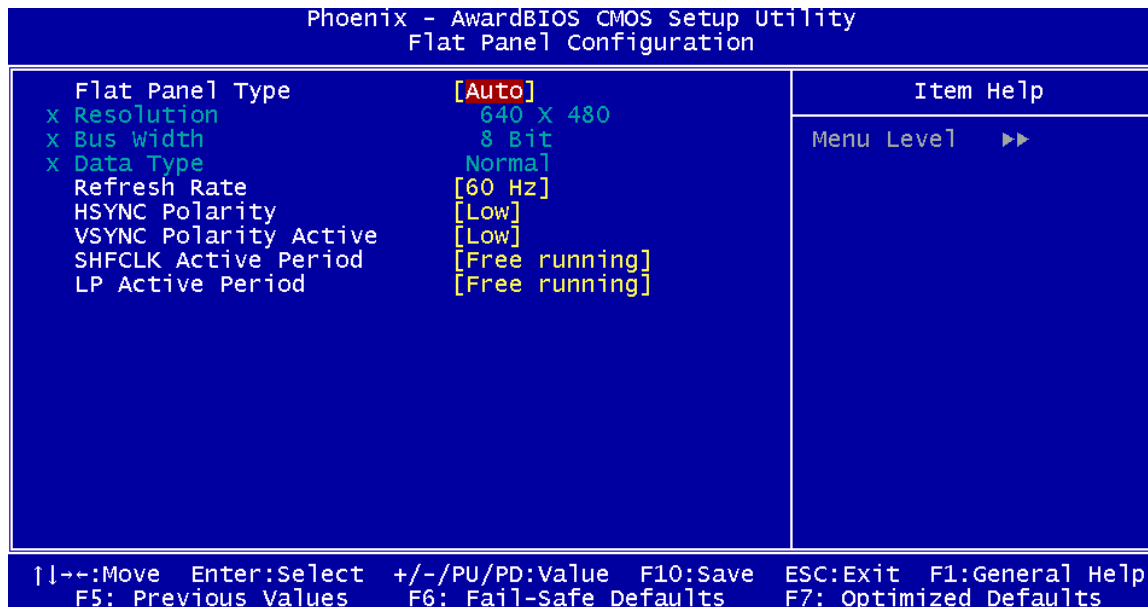 Phoenix - AwardBIOS CMOS Setup Utility
Flat Panel Configuration
Flat Panel Type [Auto]
x Resolution 640 X 480
x Bus Width 8 Bit
x Data Type Normal
Refresh Rate [60 Hz]
HSYNC Polarity [Low]
VSYNC Polarity Active [Low]
SHFCLK Active Period [Free running]
LP Active Period [Free running]
Item Help
Menu Level ▶▶
↑↓→←:Move Enter:Select +/-/PU/PD:Value F10:Save ESC:Exit F1:General Help
F5: Previous Values F6: Fail-Safe Defaults F7: Optimized Defaults